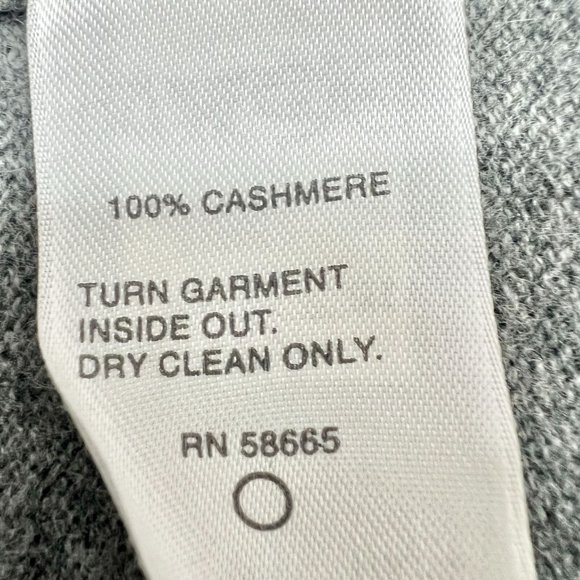 100% CASHMERE
TURN GARMENT
INSIDE OUT.
DRY CLEAN ONLY.
RN 58665